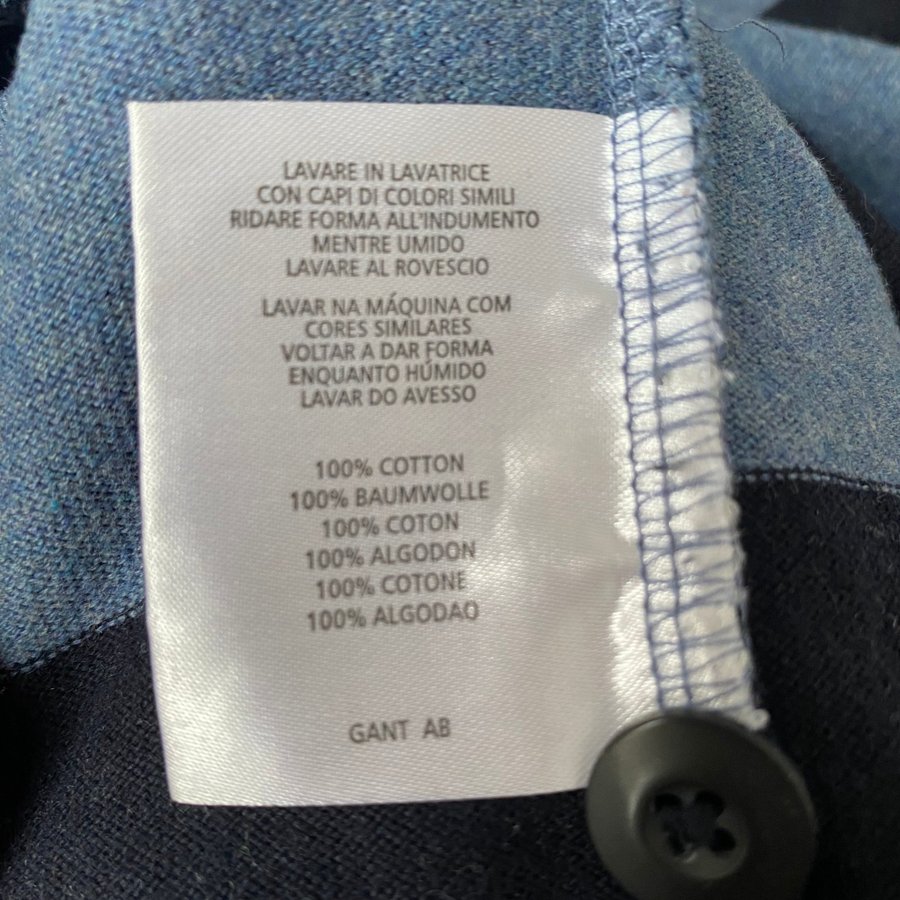 LAVARE IN LAVATRICE
CON CAPI DI COLORI SIMILI
RIDARE FORMA ALL'INDUMENTO
MENTRE UMIDO
LAVARE AL ROVESCIO
LAVAR NA MÁQUINA COM
CORES SIMILARES
VOLTAR A DAR FORMA
ENQUANTO HÚMIDO
LAVAR DO AVESSO
100% COTTON
100% BAUMWOLLE
100% COTON
100% ALGODON
100% COTONE
100% ALGODAO
GANT AB